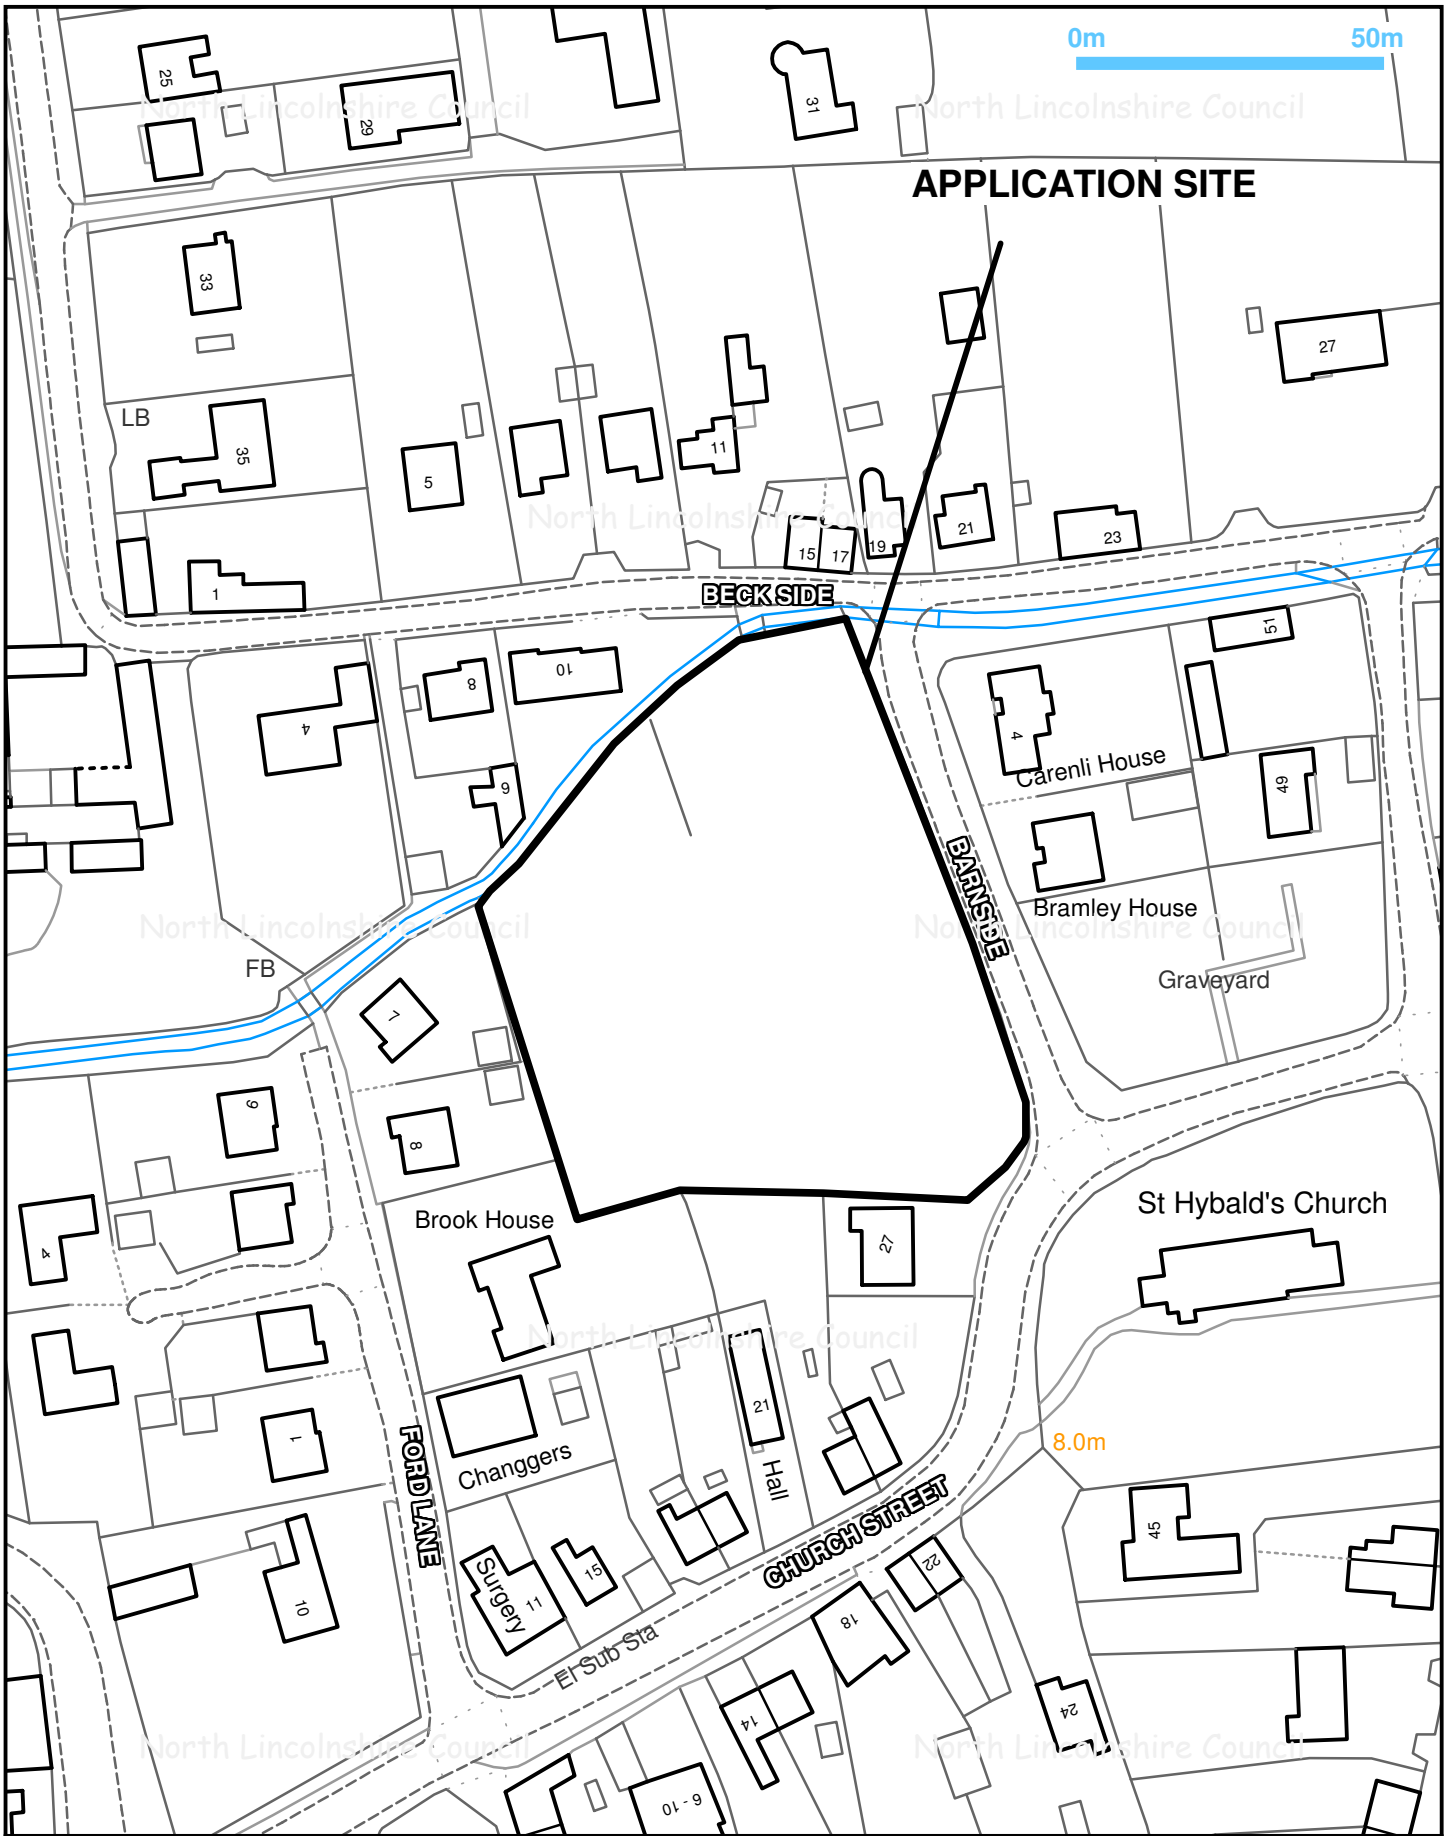 0m 50m
25
North Lincolnshire Council
North Lincolnshire Council
29
31
APPLICATION SITE
33
27
LB
35
5
11
North Lincolnshire Council
15
17
19
21
23
1
BECK SIDE
51
4
8
10
4
Carenli House
9
49
BARNSIDE
Bramley House
North Lincolnshire Council
North Lincolnshire Council
FB
Graveyard
7
9
8
St Hybald's Church
Brook House
4
27
North Lincolnshire Council
21
1
Changgers
Hall
8.0m
FORD LANE
CHURCH STREET
45
Surgery
11
15
22
10
18
El Sub Sta
14
24
North Lincolnshire Council
North Lincolnshire Council
6 - 10